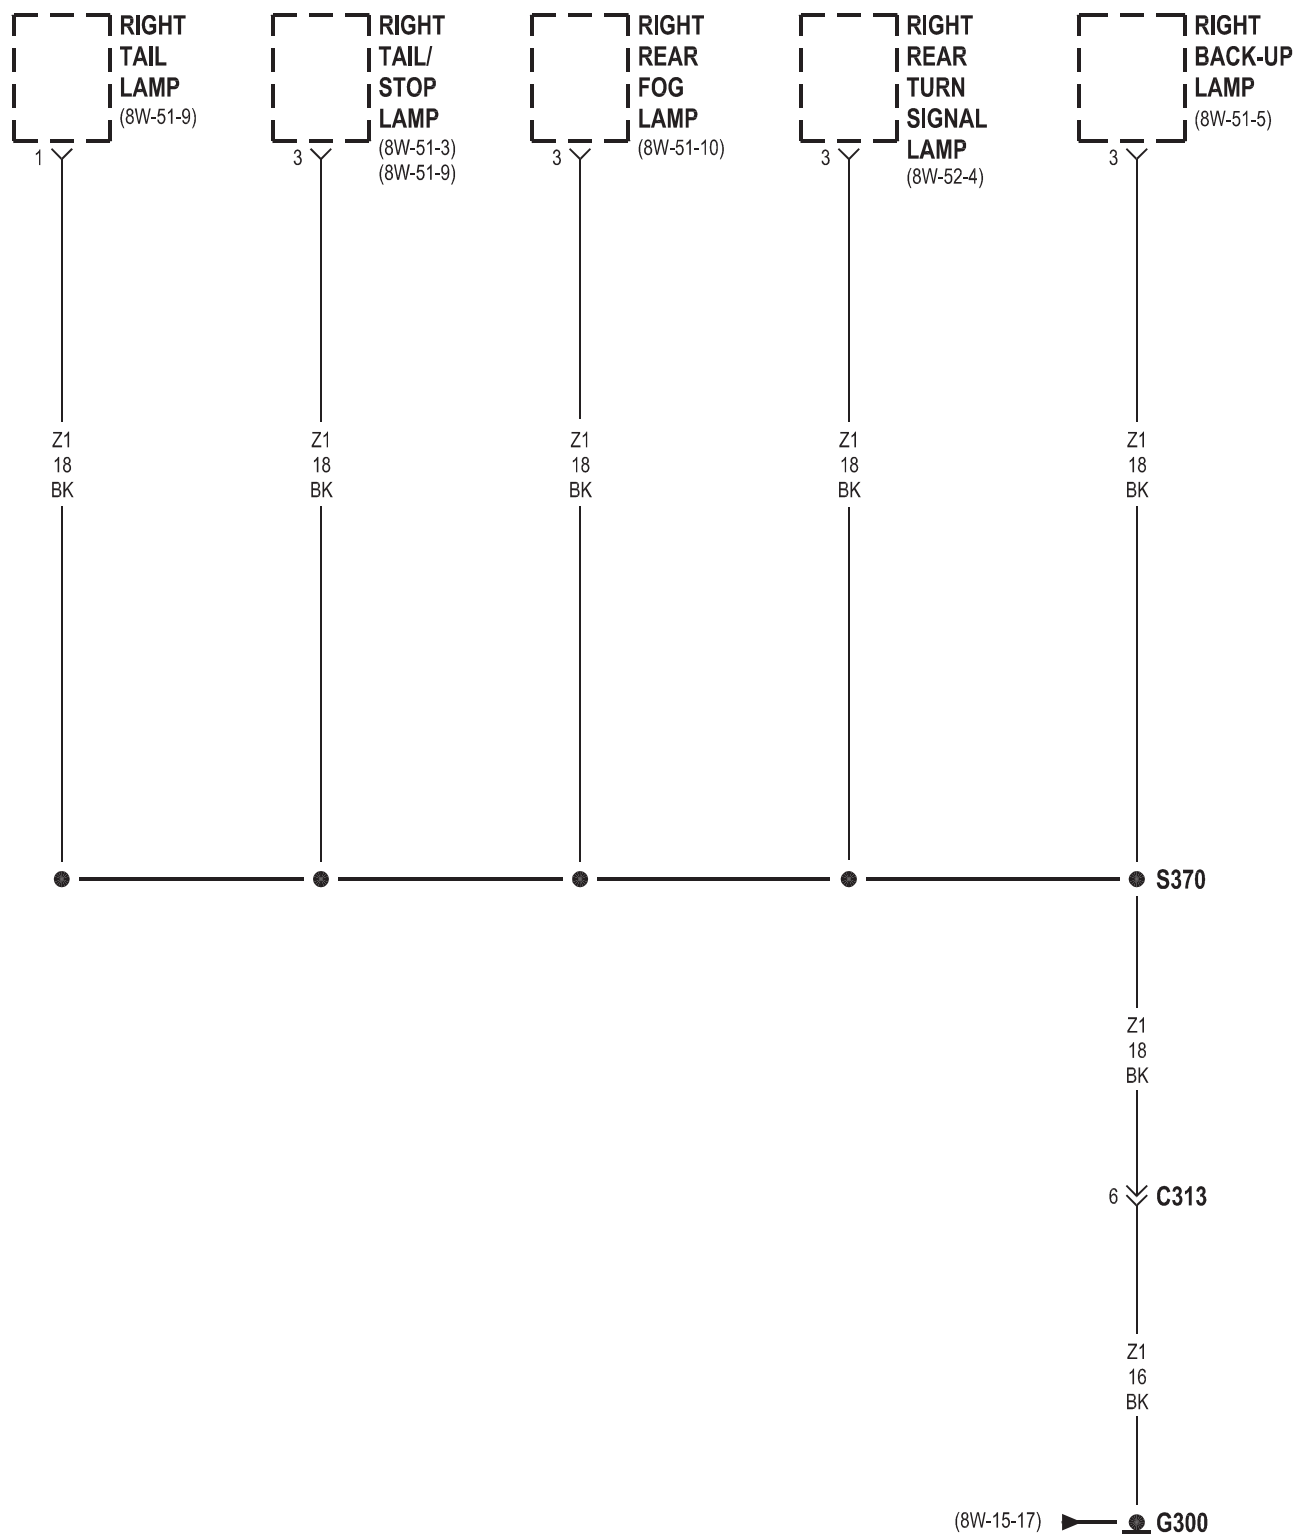 RIGHT
TAIL
LAMP
(8W-51-9)
1
RIGHT
TAIL/
STOP
LAMP
(8W-51-3)
(8W-51-9)
3
RIGHT
REAR
FOG
LAMP
(8W-51-10)
3
RIGHT
REAR
TURN
SIGNAL
LAMP
(8W-52-4)
3
RIGHT
BACK-UP
LAMP
(8W-51-5)
3
Z1
18
BK
Z1
18
BK
Z1
18
BK
Z1
18
BK
Z1
18
BK
S370
Z1
18
BK
6
C313
Z1
16
BK
(8W-15-17)
G300